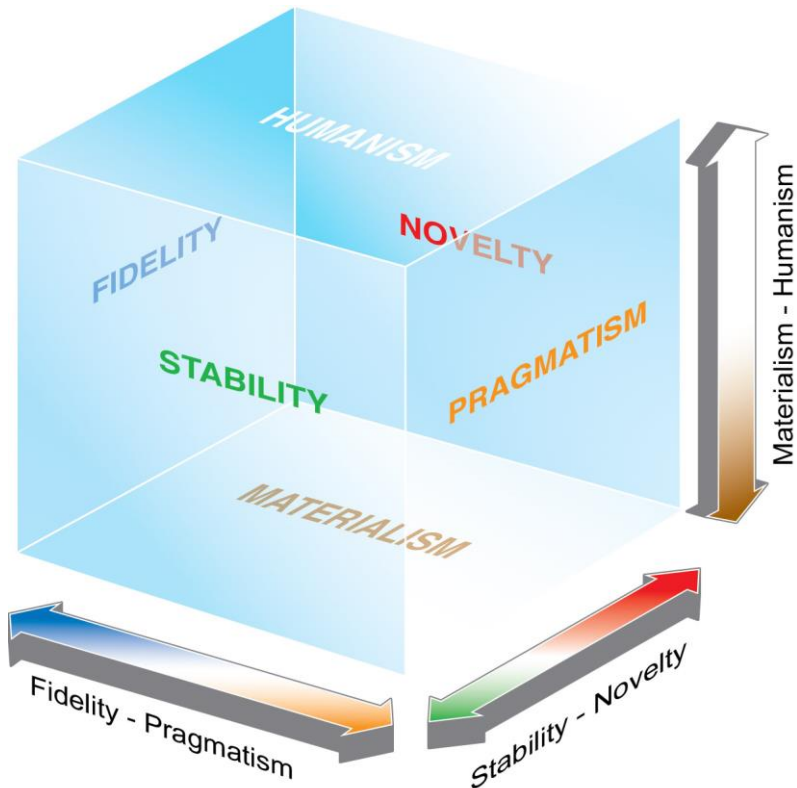 HUMANISM
NOVELTY
FIDELITY
PRAGMATISM
STABILITY
MATERIALISM
Materialism - Humanism
Fidelity - Pragmatism
Stability - Novelty